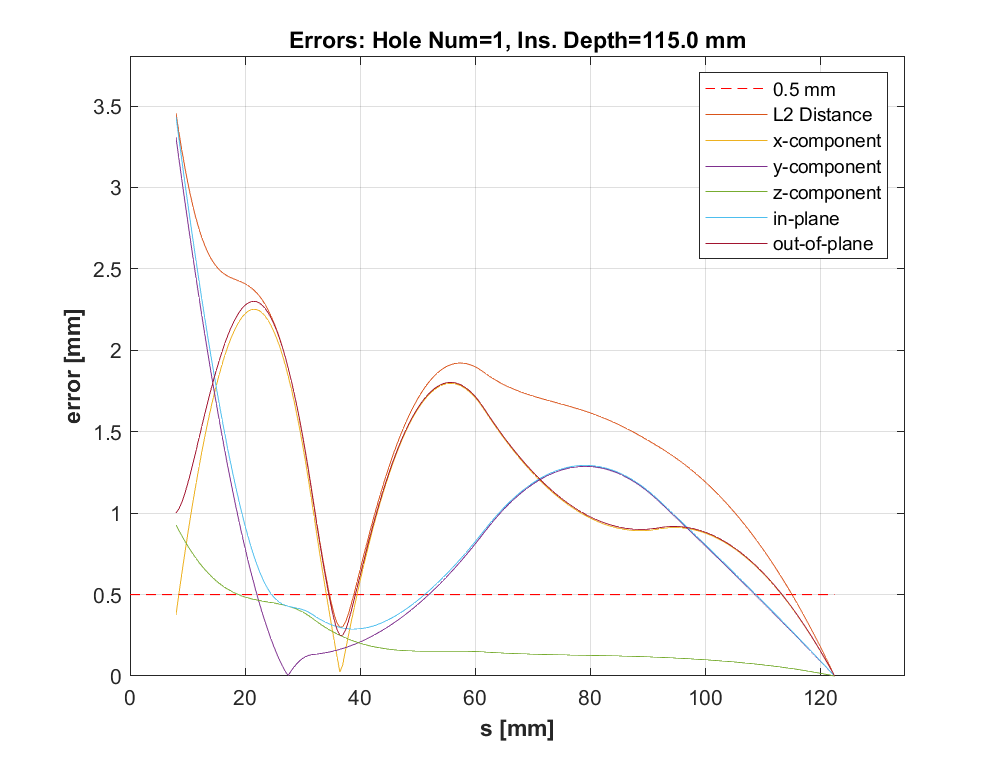 Errors: Hole Num=1, Ins. Depth=115.0 mm
0.5 mm
L2 Distance
x-component
y-component
z-component
in-plane
out-of-plane
3.5
3
2.5
2
1.5
1
0.5
0
error [mm]
0 20 40 60 80 100 120
s [mm]